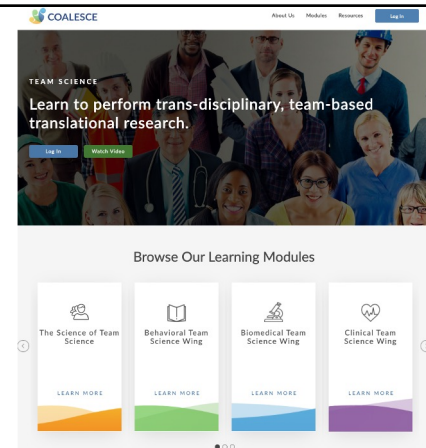 COALESCE
About Us Modules Resources Log In
TEAM SCIENCE
Learn to perform trans-disciplinary, team-based
translational research.
Log In Watch Video
Browse Our Learning Modules
The Science of Team
Science
Behavioral Team
Science Wing
Biomedical Team
Science Wing
Clinical Team
Science Wing
LEARN MORE LEARN MORE LEARN MORE LEARN MORE